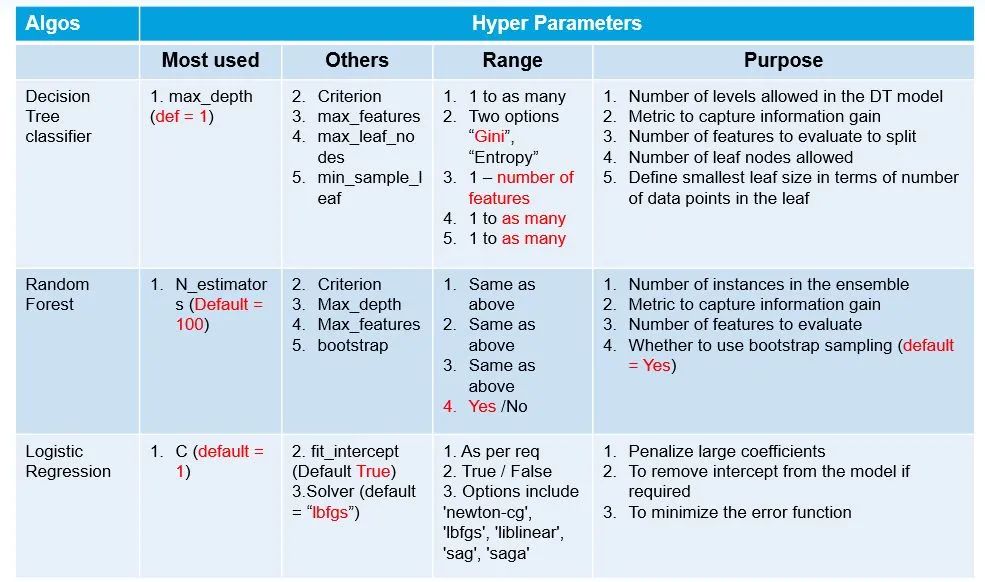 Algos
Hyper Parameters
Most used
Others
Range
Purpose
Decision
Tree
classifier
1. max_depth
(def = 1)
2. Criterion
3. max_features
4. max_leaf_no
des
5. min_sample_l
eaf
1. 1 to as many
2. Two options
“Gini”,
“Entropy”
3. 1 – number of
features
4. 1 to as many
5. 1 to as many
1. Number of levels allowed in the DT model
2. Metric to capture information gain
3. Number of features to evaluate to split
4. Number of leaf nodes allowed
5. Define smallest leaf size in terms of number
of data points in the leaf
Random
Forest
1. N_estimator
s (Default =
100)
2. Criterion
3. Max_depth
4. Max_features
5. bootstrap
1. Same as
above
2. Same as
above
3. Same as
above
4. Yes /No
1. Number of instances in the ensemble
2. Metric to capture information gain
3. Number of features to evaluate
4. Whether to use bootstrap sampling (default
= Yes)
Logistic
Regression
1. C (default =
1)
2. fit_intercept
(Default True)
3.Solver (default
= “lbfgs”)
1. As per req
2. True / False
3. Options include
'newton-cg',
'lbfgs', 'liblinear',
'sag', 'saga'
1. Penalize large coefficients
2. To remove intercept from the model if
required
3. To minimize the error function